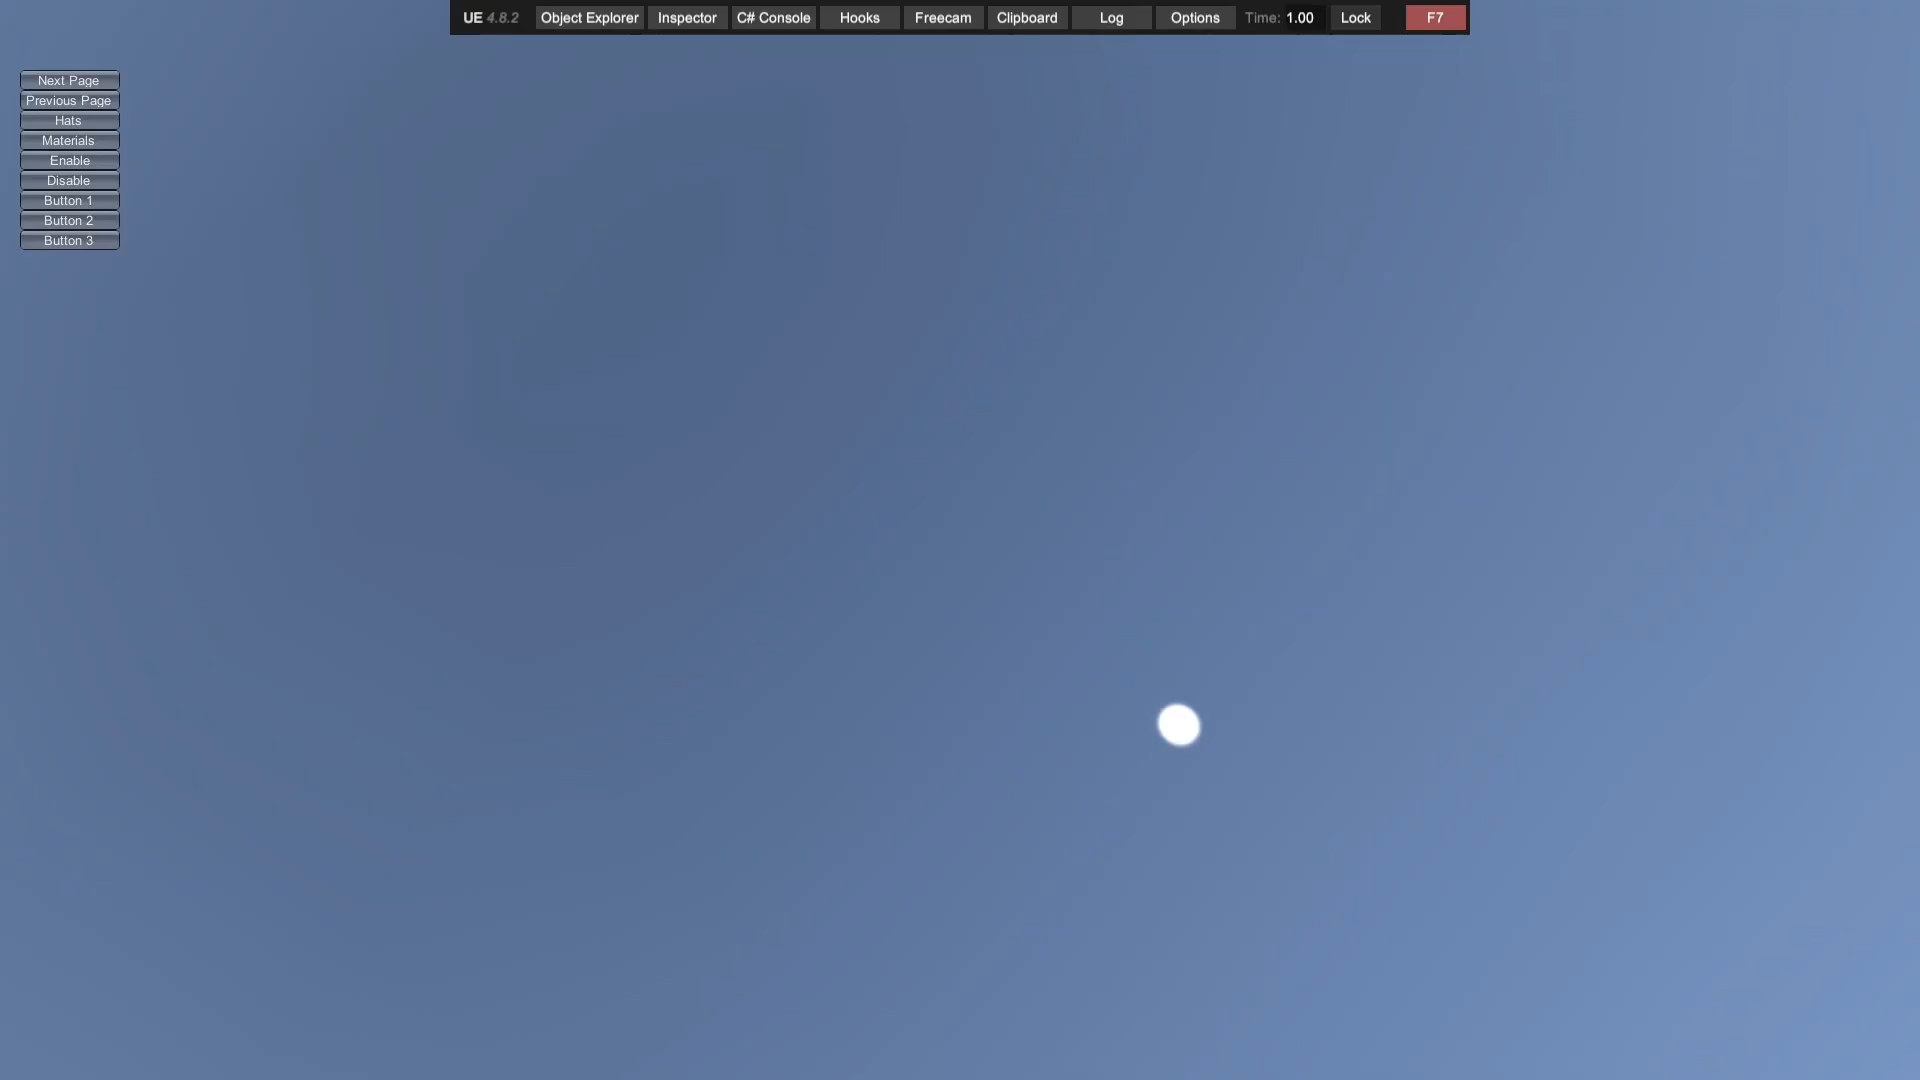 UE 4.8.2 Object Explorer Inspector C# Console Hooks Freecam Clipboard Log Options Time: 1.00 Lock F7
Next Page
Previous Page
Hats
Materials
Enable
Disable
Button 1
Button 2
Button 3